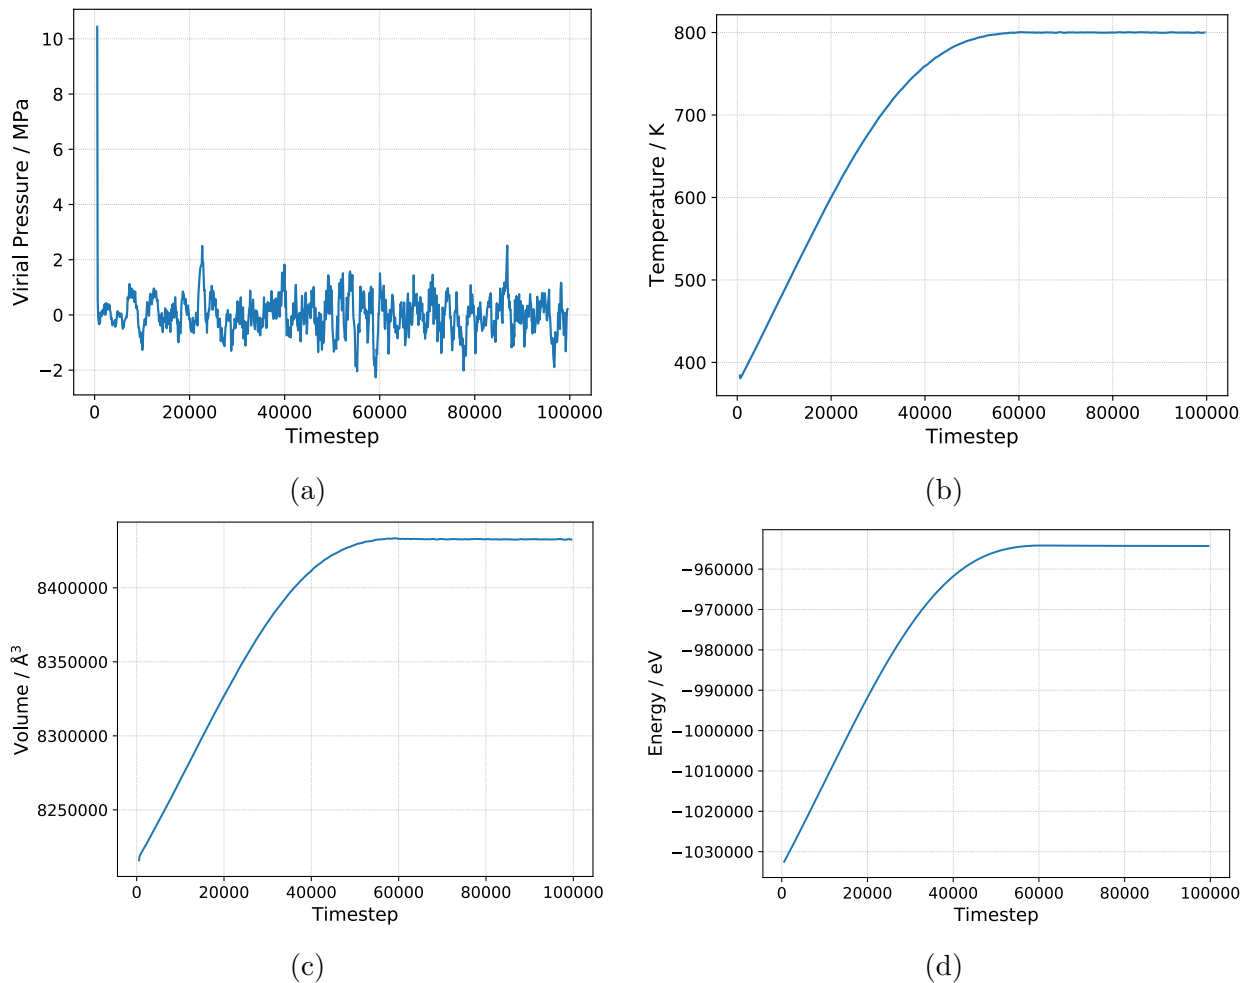 Virial Pressure / MPa
10
8
6
4
2
0
−2
0 20000 40000 60000 80000 100000
Timestep
(a)
Temperature / K
800
700
600
500
400
0 20000 40000 60000 80000 100000
Timestep
(b)
Volume / Å³
8400000
8350000
8300000
8250000
0 20000 40000 60000 80000 100000
Timestep
(c)
Energy / eV
−960000
−970000
−980000
−990000
−1000000
−1010000
−1020000
−1030000
0 20000 40000 60000 80000 100000
Timestep
(d)